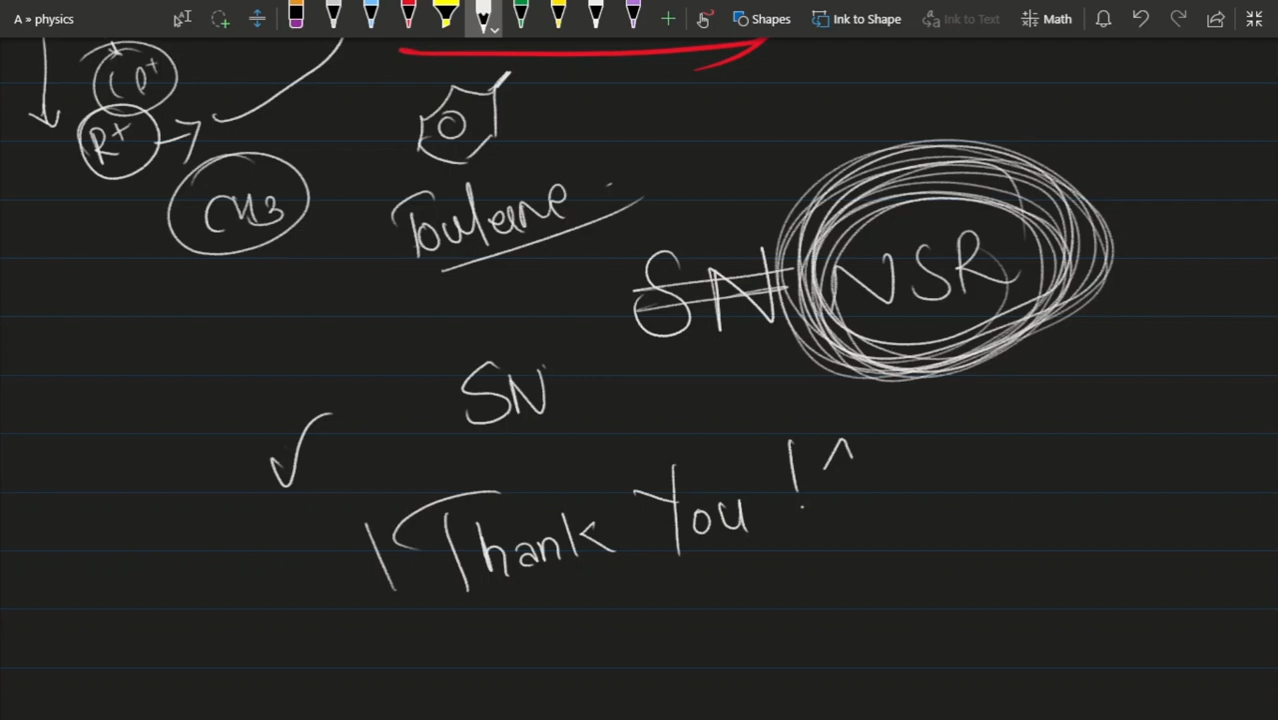 A » physics
Shapes
Ink to Shape
Ink to Text
Math
R+
CH3
Toulene
SN NSR
SN
Thank You !^